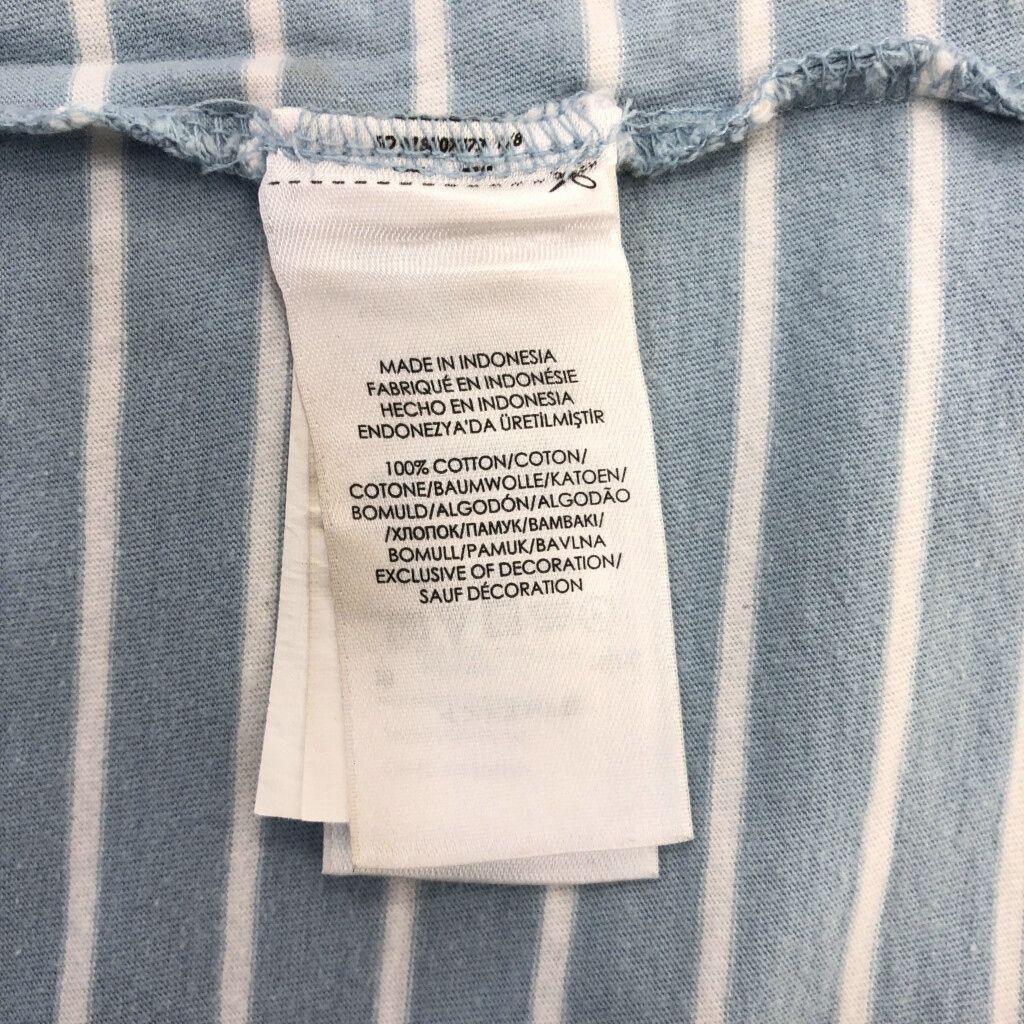 MADE IN INDONESIA
FABRIQUÉ EN INDONÉSIE
HECHO EN INDONESIA
ENDONEZYA'DA ÜRETİLMİŞTİR
100% COTTON/COTON/
COTONE/BAUMWOLLE/KATOEN/
BOMULD/ALGODÓN/ALGODÃO
/ХЛОПОК/ПАМУК/ΒΑΜΒΑΚΙ/
BOMULL/PAMUK/BAVLNA
EXCLUSIVE OF DECORATION/
SAUF DÉCORATION